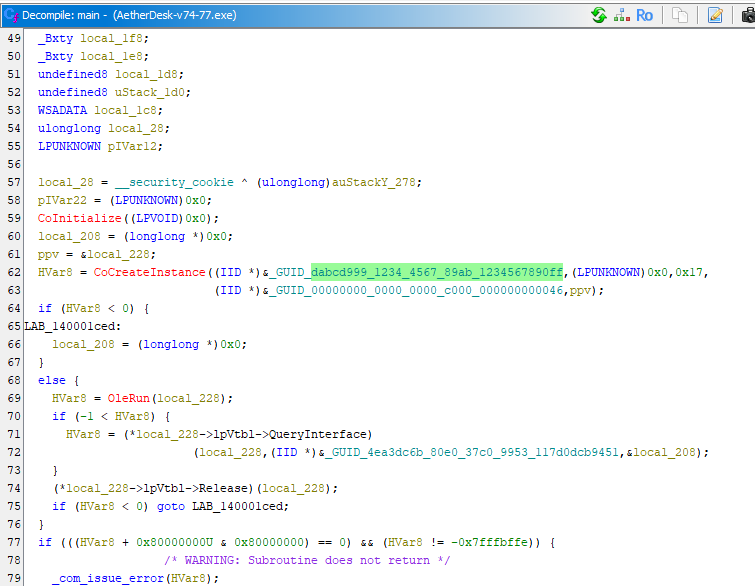 Decompile: main - (AetherDesk-v74-77.exe)
Ro
49 _Bxty local_1f8;
50 _Bxty local_1e8;
51 undefined8 local_1d8;
52 undefined8 uStack_1d0;
53 WSADATA local_1c8;
54 ulonglong local_28;
55 LPUNKNOWN pIVar12;
56
57 local_28 = __security_cookie ^ (ulonglong)auStackY_278;
58 pIVar22 = (LPUNKNOWN)0x0;
59 CoInitialize((LPVOID)0x0);
60 local_208 = (longlong *)0x0;
61 ppv = &local_228;
62 HVar8 = CoCreateInstance((IID *)&_GUID_dabcd999_1234_4567_89ab_1234567890ff,(LPUNKNOWN)0x0,0x17,
63 (IID *)&_GUID_00000000_0000_0000_c000_000000000046,ppv);
64 if (HVar8 < 0) {
65 LAB_140001ced:
66 local_208 = (longlong *)0x0;
67 }
68 else {
69 HVar8 = OleRun(local_228);
70 if (-1 < HVar8) {
71 HVar8 = (*local_228->lpVtbl->QueryInterface)
72 (local_228,(IID *)&_GUID_4ea3dc6b_80e0_37c0_9953_117d0dcb9451,&local_208);
73 }
74 (*local_228->lpVtbl->Release)(local_228);
75 if (HVar8 < 0) goto LAB_140001ced;
76 }
77 if (((HVar8 + 0x80000000U & 0x80000000) == 0) && (HVar8 != -0x7fffbffe)) {
78 /* WARNING: Subroutine does not return */
79 _com_issue_error(HVar8);